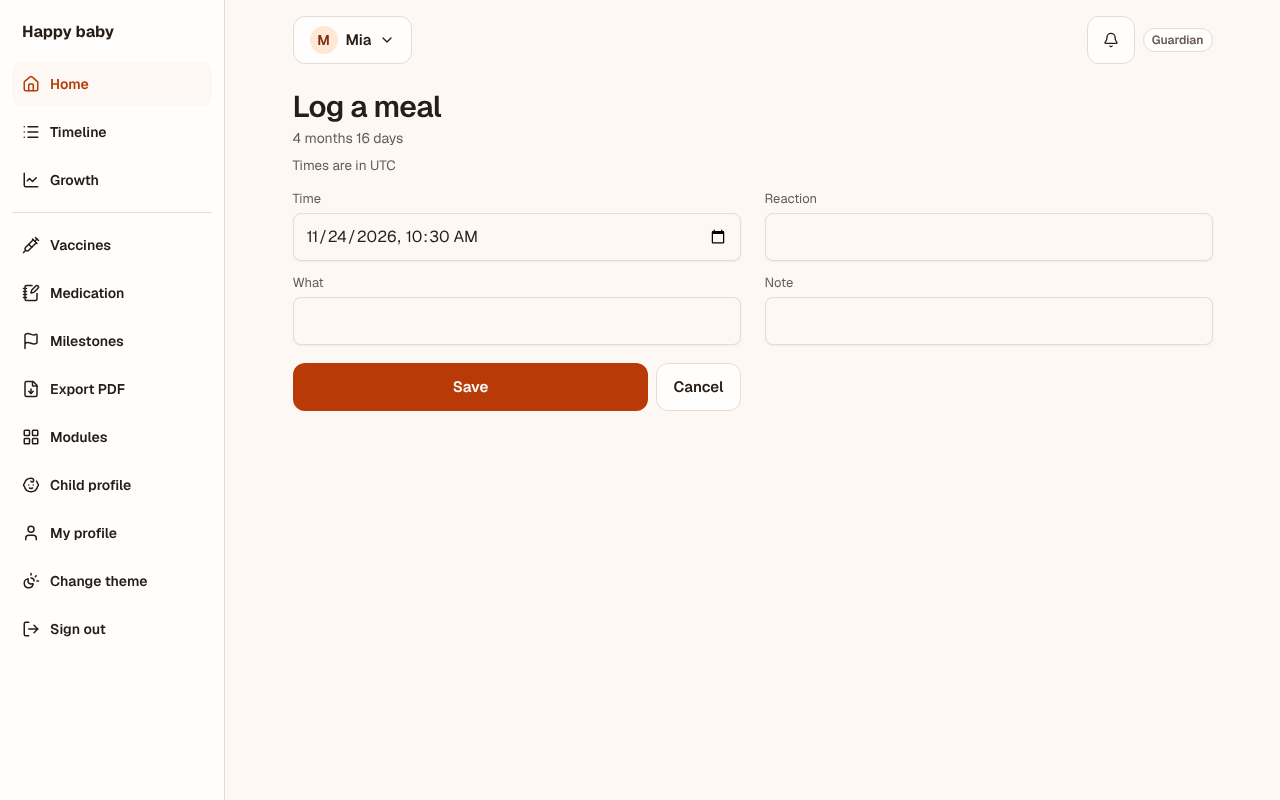 Happy baby
Home
Timeline
Growth
Vaccines
Medication
Milestones
Export PDF
Modules
Child profile
My profile
Change theme
Sign out
M Mia
Guardian
Log a meal
4 months 16 days
Times are in UTC
Time
11/24/2026, 10:30 AM
Reaction
What
Note
Save
Cancel